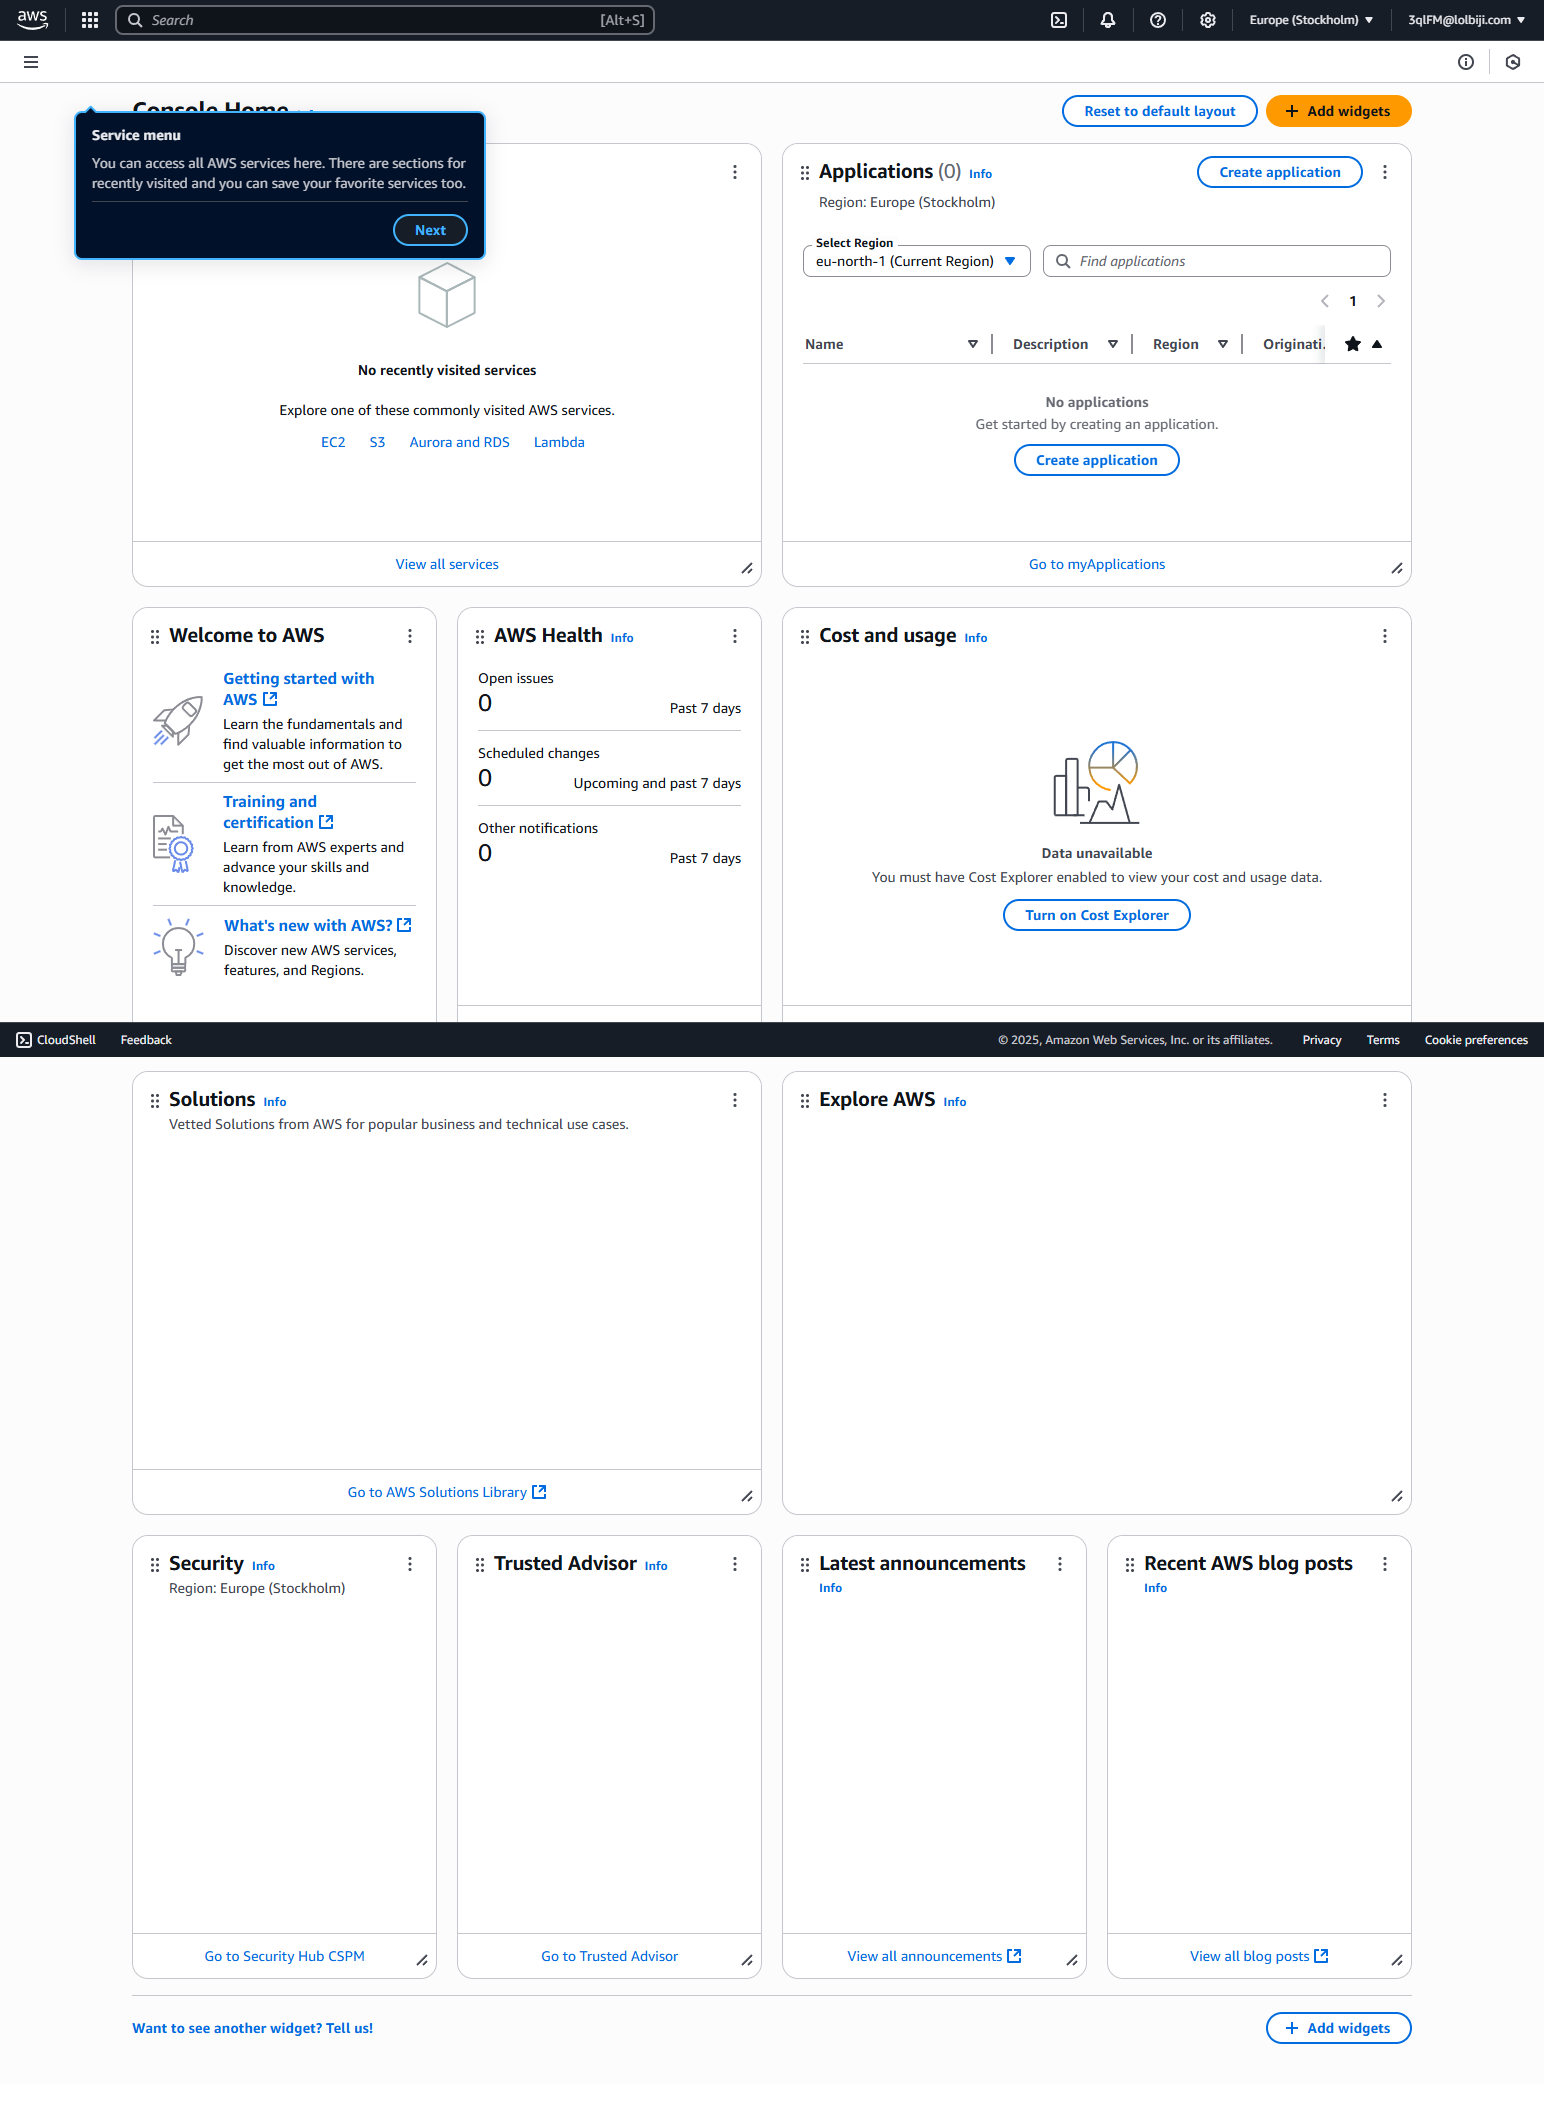 aws
Search
[Alt+S]
Europe (Stockholm)
3qlFM@lolbiji.com
Console Home
Reset to default layout
Add widgets
Service menu
You can access all AWS services here. There are sections for
recently visited and you can save your favorite services too.
Next
No recently visited services
Explore one of these commonly visited AWS services.
EC2 S3 Aurora and RDS Lambda
View all services
Applications (0) Info
Create application
Region: Europe (Stockholm)
Select Region
eu-north-1 (Current Region)
Find applications
1
Name Description Region Originati.
No applications
Get started by creating an application.
Create application
Go to myApplications
Welcome to AWS
Getting started with
AWS
Learn the fundamentals and
find valuable information to
get the most out of AWS.
Training and
certification
Learn from AWS experts and
advance your skills and
knowledge.
What's new with AWS?
Discover new AWS services,
features, and Regions.
AWS Health Info
Open issues
0
Past 7 days
Scheduled changes
0
Upcoming and past 7 days
Other notifications
0
Past 7 days
Cost and usage Info
Data unavailable
You must have Cost Explorer enabled to view your cost and usage data.
Turn on Cost Explorer
CloudShell Feedback
© 2025, Amazon Web Services, Inc. or its affiliates. Privacy Terms Cookie preferences
Solutions Info
Vetted Solutions from AWS for popular business and technical use cases.
Go to AWS Solutions Library
Explore AWS Info
Security Info
Region: Europe (Stockholm)
Go to Security Hub CSPM
Trusted Advisor Info
Go to Trusted Advisor
Latest announcements
Info
View all announcements
Recent AWS blog posts
Info
View all blog posts
Want to see another widget? Tell us!
Add widgets